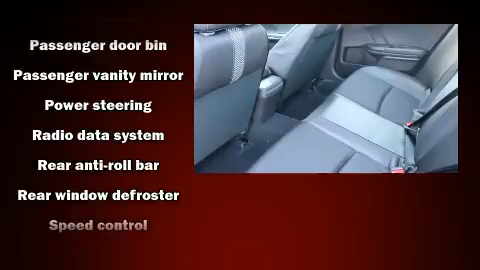 Passenger door bin
Passenger vanity mirror
Power steering
Radio data system
Rear anti-roll bar
Rear window defroster
Speed control